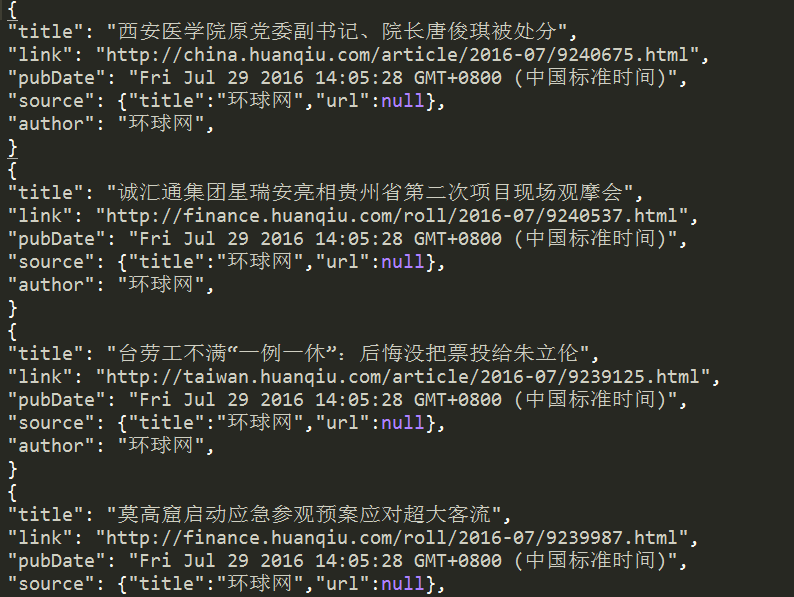 {
"title": "西安医学院原党委副书记、院长唐俊琪被处分",
"link": "http://china.huanqiu.com/article/2016-07/9240675.html",
"pubDate": "Fri Jul 29 2016 14:05:28 GMT+0800 (中国标准时间)",
"source": {"title":"环球网","url":null},
"author": "环球网",
}
{
"title": "诚汇通集团星瑞安亮相贵州省第二次项目现场观摩会",
"link": "http://finance.huanqiu.com/roll/2016-07/9240537.html",
"pubDate": "Fri Jul 29 2016 14:05:28 GMT+0800 (中国标准时间)",
"source": {"title":"环球网","url":null},
"author": "环球网",
}
{
"title": "台劳工不满“一例一休”：后悔没把票投给朱立伦",
"link": "http://taiwan.huanqiu.com/article/2016-07/9239125.html",
"pubDate": "Fri Jul 29 2016 14:05:28 GMT+0800 (中国标准时间)",
"source": {"title":"环球网","url":null},
"author": "环球网",
}
{
"title": "莫高窟启动应急参观预案应对超大客流",
"link": "http://finance.huanqiu.com/roll/2016-07/9239987.html",
"pubDate": "Fri Jul 29 2016 14:05:28 GMT+0800 (中国标准时间)",
"source": {"title":"环球网","url":null},